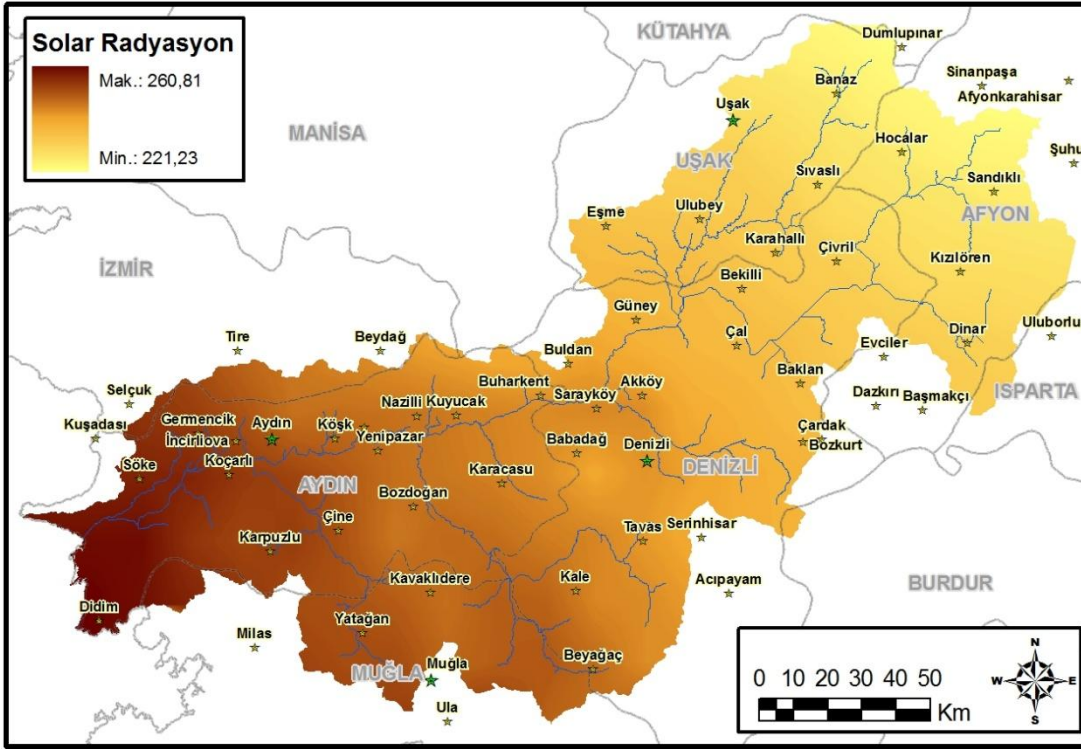 Solar Radyasyon
Mak.: 260,81
Min.: 221,23
KÜTAHYA
Dumlupınar
Sinanpaşa
Afyonkarahisar
Banaz
Uşak
MANİSA
Hocalar
Şuhu
UŞAK
Sıvaslı
Sandıklı
AFYON
Eşme
Ulubey
Karahallı
Çivril
Kızılören
İZMİR
Bekilli
Güney
Tire
Beydağ
Buldan
Çal
Evciler
Dinar
Uluborlu
Selçuk
Buharkent
Akköy
Baklan
Dazkırı
Başmakçı
ISPARTA
Kuşadası
Germencik
Aydın
Köşk
Nazilli
Kuyucak
Sarayköy
İncirliova
Yenipazar
Babadağ
Denizli
Çardak
Bozkurt
Söke
Koçarlı
AYDIN
Karacasu
DENİZLİ
Bozdoğan
Çine
Tavas
Serinhisar
Karpuzlu
Kavaklıdere
Kale
Acıpayam
BURDUR
Didim
Milas
Yatağan
MUĞLA
Muğla
Beyağaç
Ula
N
W
E
S
0 10 20 30 40 50
Km